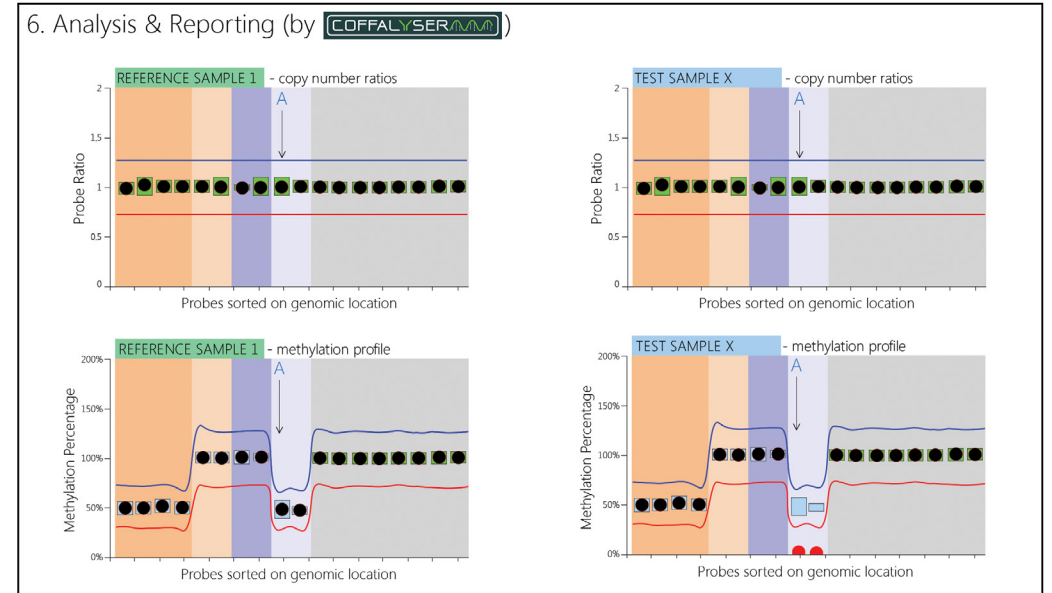 6. Analysis & Reporting (by COFFALYSER)
REFERENCE SAMPLE 1 - copy number ratios
2
1.5
1
0.5
0
Probe Ratio
A
Probes sorted on genomic location
TEST SAMPLE X - copy number ratios
2
1.5
1
0.5
0
Probe Ratio
A
Probes sorted on genomic location
REFERENCE SAMPLE 1 - methylation profile
200%
150%
100%
50%
0%
Methylation Percentage
A
Probes sorted on genomic location
TEST SAMPLE X - methylation profile
200%
150%
100%
50%
0%
Methylation Percentage
A
Probes sorted on genomic location